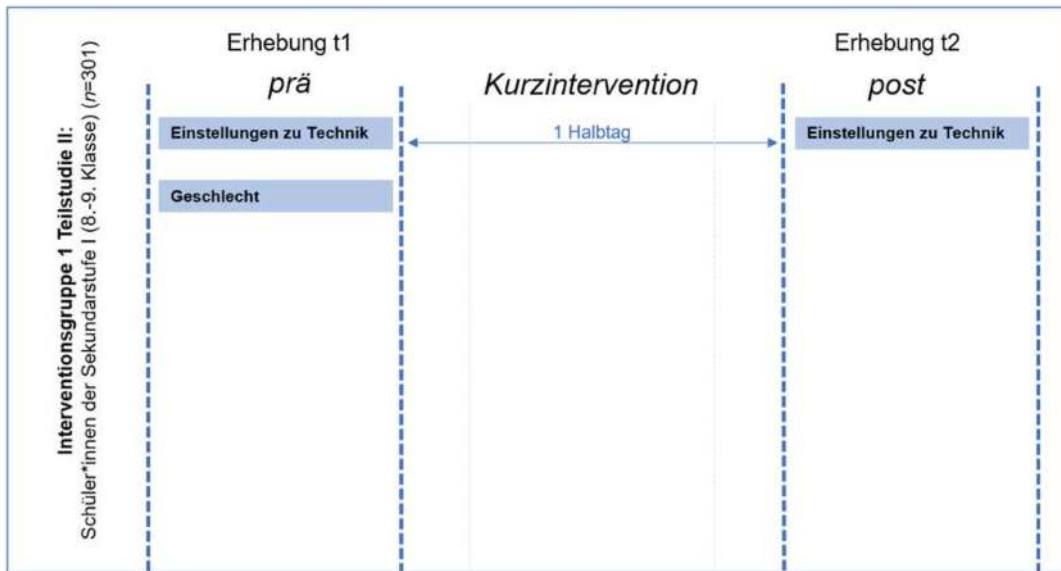 Interventionsgruppe 1 Teilstudie II:
Schüler*innen der Sekundarstufe I (8.-9. Klasse) (n=301)
Erhebung t1
prä
Einstellungen zu Technik
Geschlecht
Kurzintervention
1 Halbtag
Erhebung t2
post
Einstellungen zu Technik